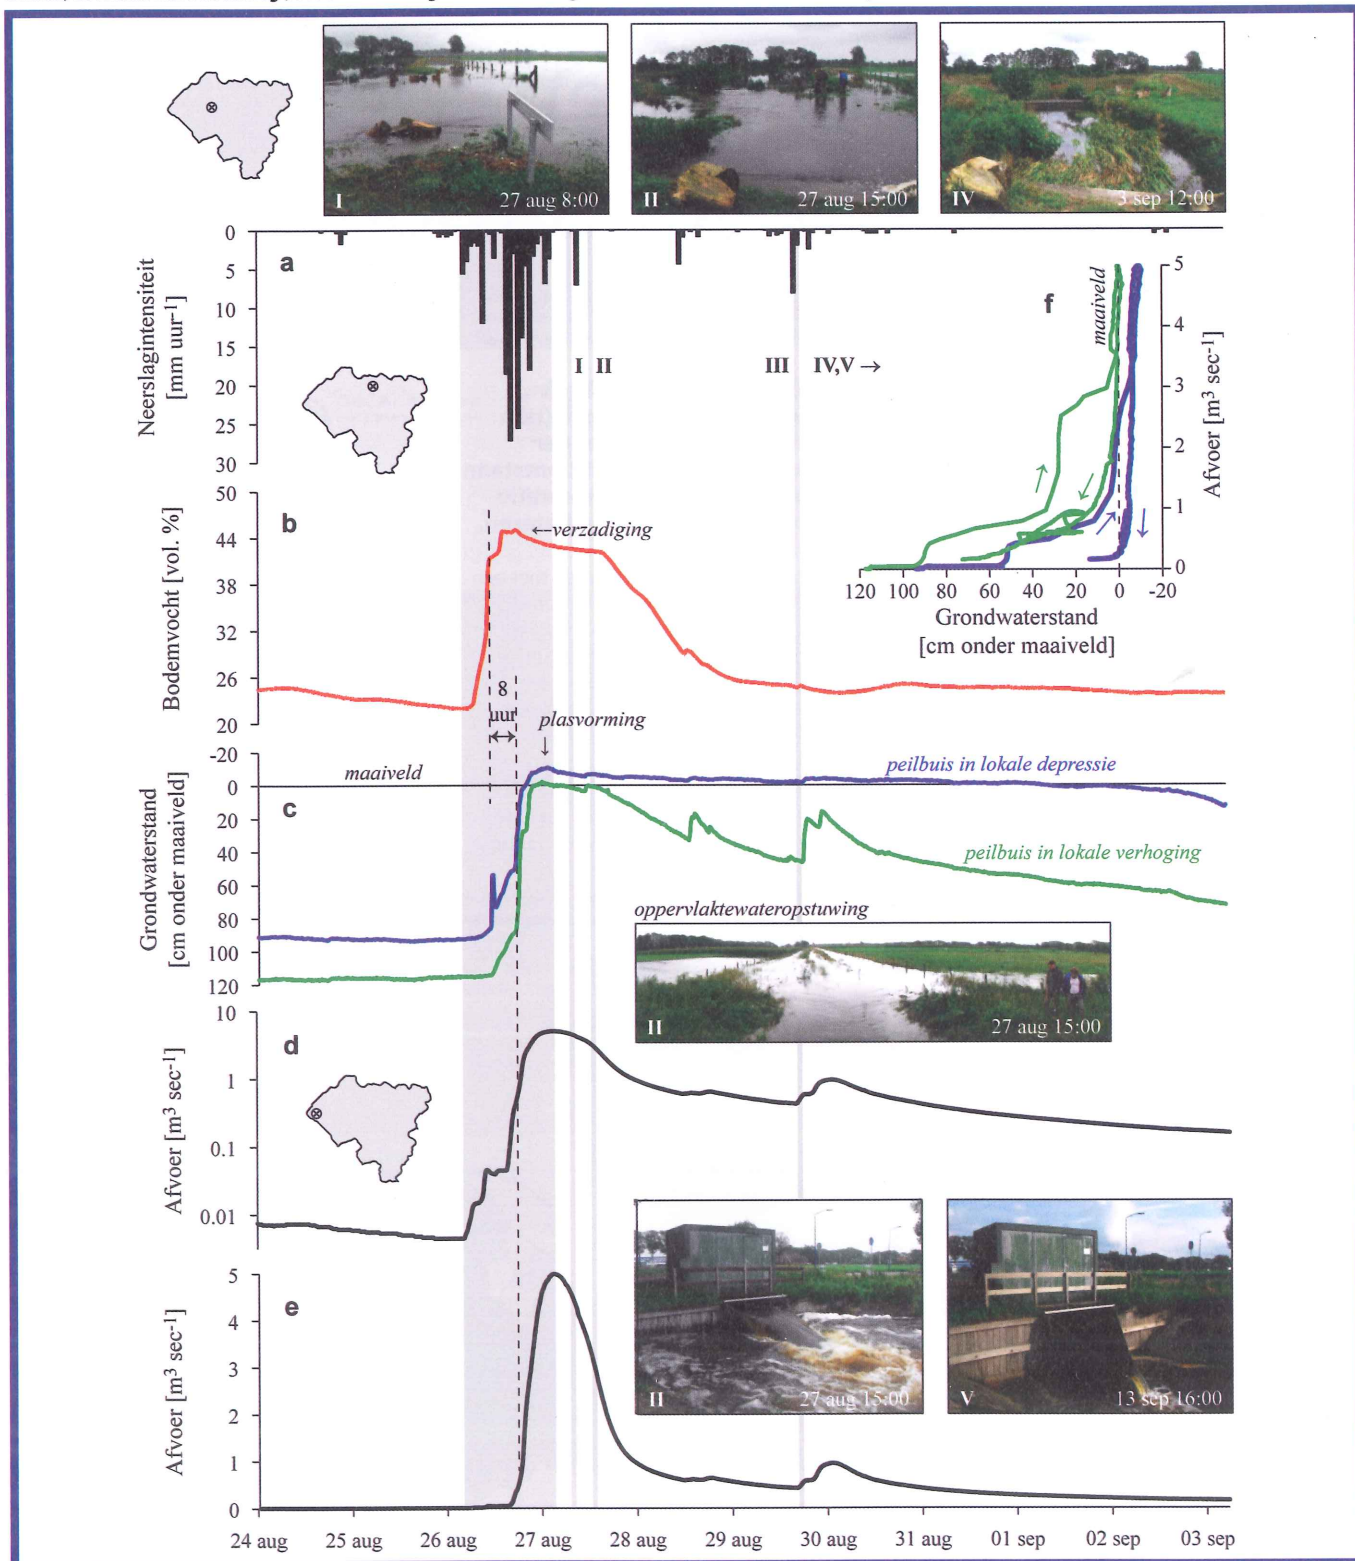 I
27 aug 8:00
II
27 aug 15:00
IV
3 sep 12:00
a
Neerslagintensiteit
[mm uur-1]
0
5
10
15
20
25
30
I
II
III
IV,V →
f
maaiveld
Afvoer [m³ sec-1]
5
4
3
2
1
0
120 100 80 60 40 20 0 -20
Grondwaterstand
[cm onder maaiveld]
b
Bodemvocht [vol. %]
50
44
38
32
26
20
←verzadiging
8
uur
c
Grondwaterstand
[cm onder maaiveld]
-20
0
20
40
60
80
100
120
maaiveld
plasvorming
peilbuis in lokale depressie
peilbuis in lokale verhoging
oppervlaktewateropstuwing
II
27 aug 15:00
d
Afvoer [m³ sec-1]
10
1
0.1
0.01
II
27 aug 15:00
V
13 sep 16:00
e
Afvoer [m³ sec-1]
5
4
3
2
1
0
24 aug 25 aug 26 aug 27 aug 28 aug 29 aug 30 aug 31 aug 01 sep 02 sep 03 sep